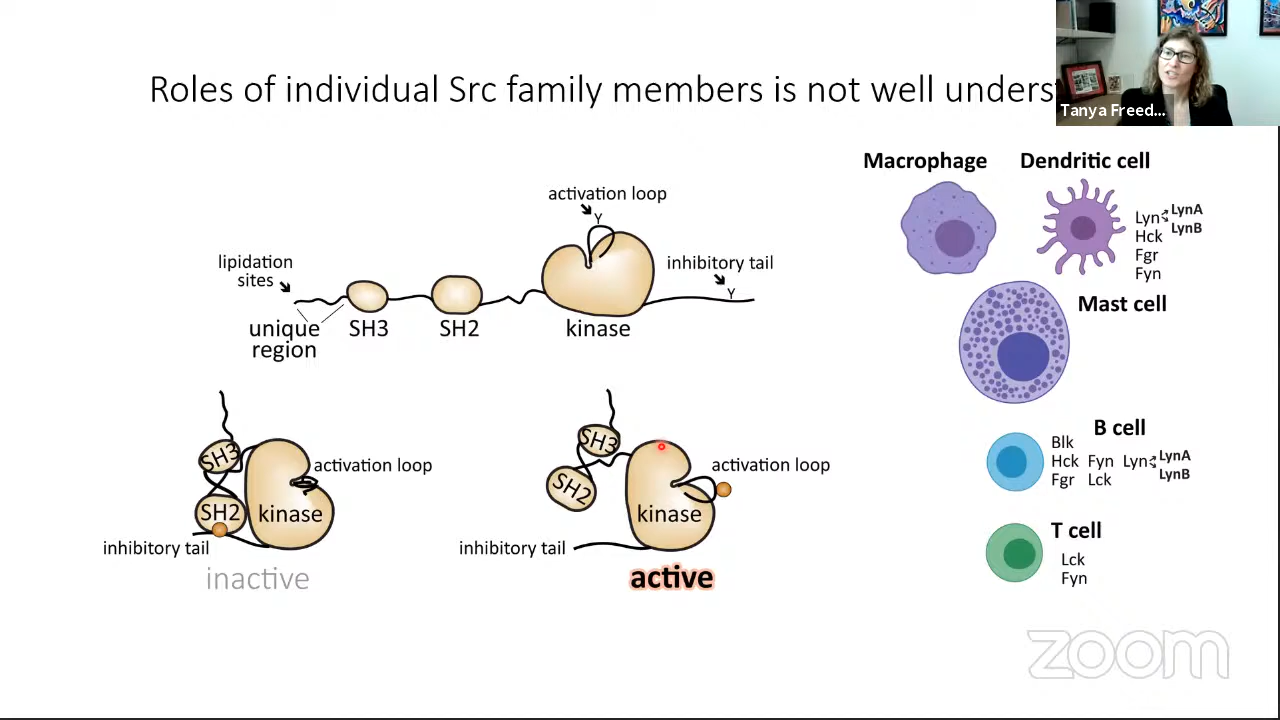 Roles of individual Src family members is not well unders
Tanya Freed...
activation loop
Y
lipidation
sites
inhibitory tail
Y
unique
region
SH3
SH2
kinase
SH3
SH2
kinase
activation loop
inhibitory tail
inactive
SH3
SH2
kinase
activation loop
inhibitory tail
active
Macrophage
Dendritic cell
Lyn
LynA
LynB
Hck
Fgr
Fyn
Mast cell
B cell
Blk
Hck Fyn Lyn
LynA
LynB
Fgr Lck
T cell
Lck
Fyn
zoom